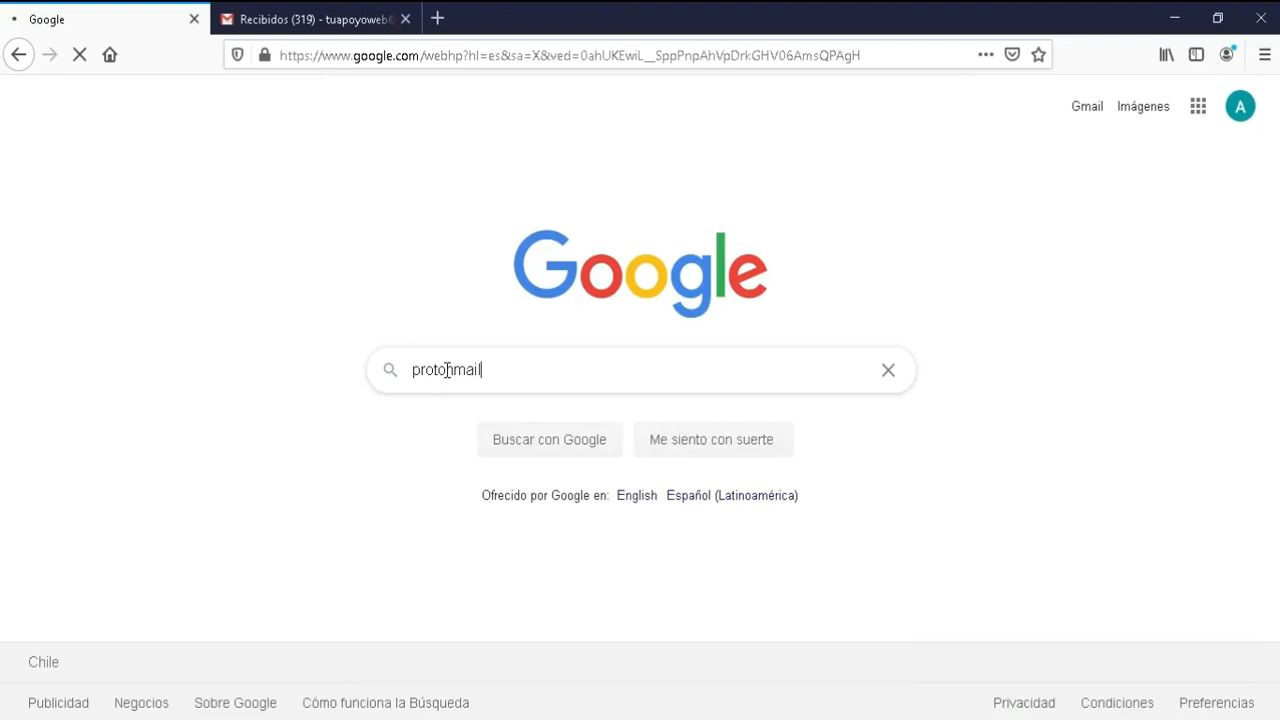 Google
Recibidos (319) - tuapoyoweb@
https://www.google.com/webhp?hl=es&sa=X&ved=0ahUKEwiL__SppPnpAhVpDrkGHV06AmsQPAgH
Gmail Imágenes
A
Google
protonmail
Buscar con Google Me siento con suerte
Ofrecido por Google en: English Español (Latinoamérica)
Chile
Publicidad Negocios Sobre Google Cómo funciona la Búsqueda Privacidad Condiciones Preferencias